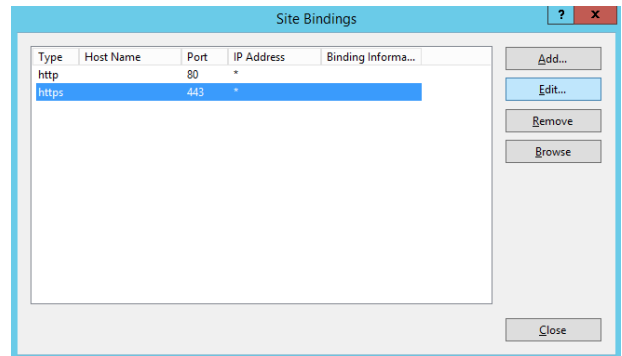 Site Bindings
? x
Type Host Name Port IP Address Binding Informa...
http 80 *
https 443 *
Add...
Edit...
Remove
Browse
Close